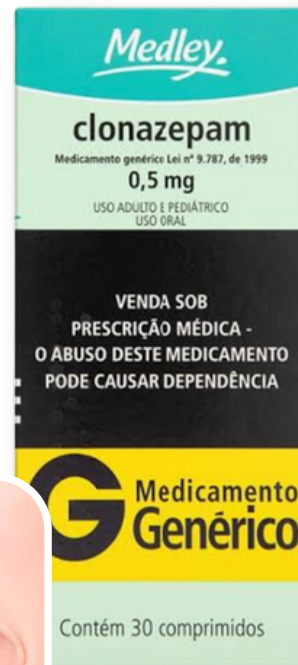 Medley.
clonazepam
Medicamento genérico Lei nº 9.787, de 1999
0,5 mg
USO ADULTO E PEDIÁTRICO
USO ORAL
VENDA SOB
PRESCRIÇÃO MÉDICA -
O ABUSO DESTE MEDICAMENTO
PODE CAUSAR DEPENDÊNCIA
G Medicamento
Genérico
Contém 30 comprimidos